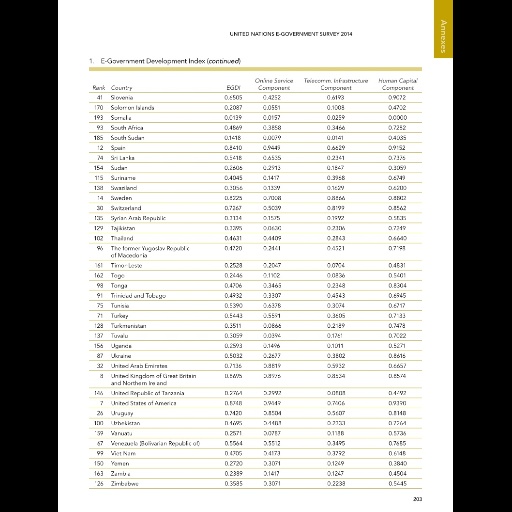 UNITED NATIONS E-GOVERNMENT SURVEY 2014
Annexes
1. E-Government Development Index (continued)
Rank Country EGDI Online Service Component Telecomm. Infrastructure Component Human Capital Component
41 Slovenia 0.6505 0.4252 0.6193 0.9072
170 Solomon Islands 0.2087 0.0551 0.1008 0.4702
193 Somalia 0.0139 0.0157 0.0259 0.0000
93 South Africa 0.4869 0.3858 0.3466 0.7282
185 South Sudan 0.1418 0.0079 0.0141 0.4035
12 Spain 0.8410 0.9449 0.6629 0.9152
74 Sri Lanka 0.5418 0.6535 0.2341 0.7376
154 Sudan 0.2606 0.2913 0.1847 0.3059
115 Suriname 0.4045 0.1417 0.3968 0.6749
138 Swaziland 0.3056 0.1339 0.1629 0.6200
14 Sweden 0.8225 0.7008 0.8866 0.8802
30 Switzerland 0.7267 0.5039 0.8199 0.8562
135 Syrian Arab Republic 0.3134 0.1575 0.1992 0.5835
129 Tajikistan 0.3395 0.0630 0.2306 0.7249
102 Thailand 0.4631 0.4409 0.2843 0.6640
96 The former Yugoslav Republic of Macedonia 0.4720 0.2441 0.4521 0.7198
161 Timor-Leste 0.2528 0.2047 0.0704 0.4831
162 Togo 0.2446 0.1102 0.0836 0.5401
98 Tonga 0.4706 0.3465 0.2348 0.8304
91 Trinidad and Tobago 0.4932 0.3307 0.4543 0.6945
75 Tunisia 0.5390 0.6378 0.3074 0.6717
71 Turkey 0.5443 0.5591 0.3605 0.7133
128 Turkmenistan 0.3511 0.0866 0.2189 0.7478
137 Tuvalu 0.3059 0.0394 0.1761 0.7022
156 Uganda 0.2593 0.1496 0.1011 0.5271
87 Ukraine 0.5032 0.2677 0.3802 0.8616
32 United Arab Emirates 0.7136 0.8819 0.5932 0.6657
8 United Kingdom of Great Britain and Northern Ireland 0.8695 0.8976 0.8534 0.8574
146 United Republic of Tanzania 0.2764 0.2992 0.0808 0.4492
7 United States of America 0.8748 0.9449 0.7406 0.9390
26 Uruguay 0.7420 0.8504 0.5607 0.8148
100 Uzbekistan 0.4695 0.4488 0.2333 0.7264
159 Vanuatu 0.2571 0.0787 0.1188 0.5736
67 Venezuela (Bolivarian Republic of) 0.5564 0.5512 0.3495 0.7685
99 Viet Nam 0.4705 0.4173 0.3792 0.6148
150 Yemen 0.2720 0.3071 0.1249 0.3840
163 Zambia 0.2389 0.1417 0.1247 0.4504
126 Zimbabwe 0.3585 0.3071 0.2238 0.5445
203